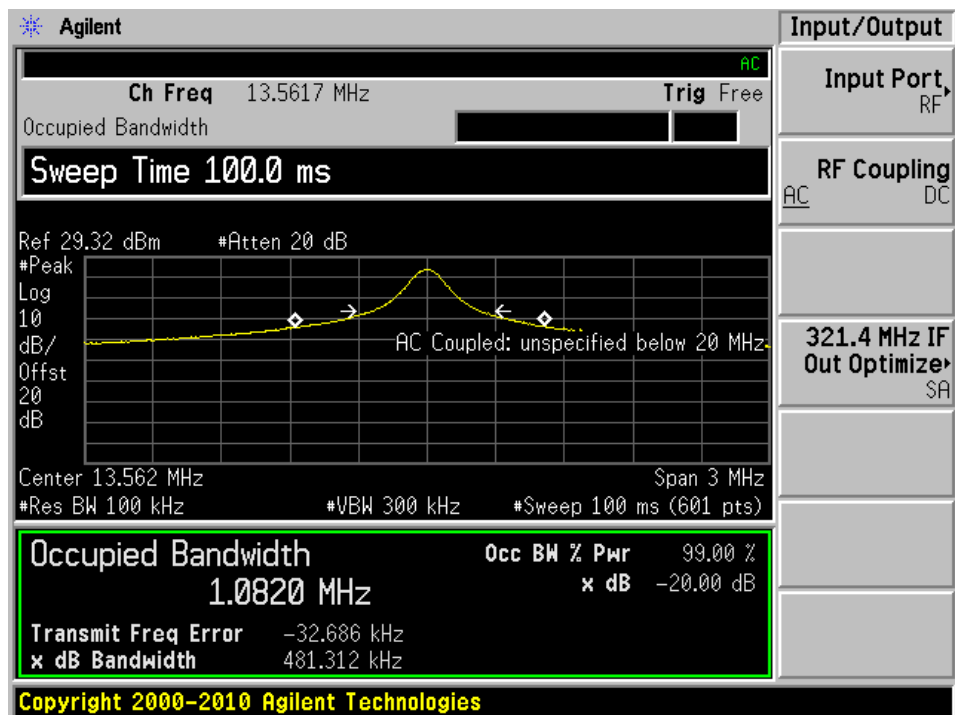 Agilent
Input/Output
AC
Ch Freq 13.5617 MHz
Trig Free
Occupied Bandwidth
Sweep Time 100.0 ms
Ref 29.32 dBm #Atten 20 dB
#Peak
Log
10
dB/
Offst
20
dB
AC Coupled: unspecified below 20 MHz
Center 13.562 MHz
Span 3 MHz
#Res BW 100 kHz #VBW 300 kHz #Sweep 100 ms (601 pts)
Occupied Bandwidth
1.0820 MHz
Occ BW % Pwr 99.00 %
x dB -20.00 dB
Transmit Freq Error -32.686 kHz
x dB Bandwidth 481.312 kHz
Input Port
RF
RF Coupling
AC DC
321.4 MHz IF
Out Optimize
SA
Copyright 2000-2010 Agilent Technologies